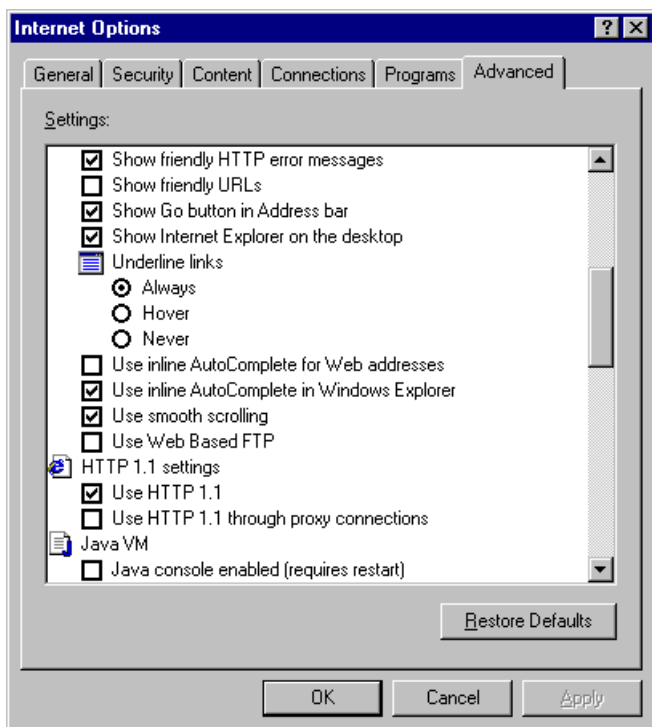 Internet Options
General Security Content Connections Programs Advanced
Settings:
Show friendly HTTP error messages
Show friendly URLs
Show Go button in Address bar
Show Internet Explorer on the desktop
Underline links
Always
Hover
Never
Use inline AutoComplete for Web addresses
Use inline AutoComplete in Windows Explorer
Use smooth scrolling
Use Web Based FTP
HTTP 1.1 settings
Use HTTP 1.1
Use HTTP 1.1 through proxy connections
Java VM
Java console enabled (requires restart)
Restore Defaults
OK Cancel Apply